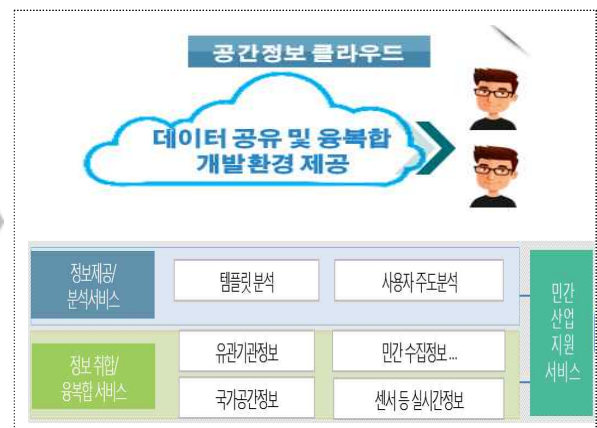 공간정보 클라우드
데이터 공유 및 융복합
개발환경 제공
정보제공/
분석서비스
템플릿 분석
사용자 주도분석
정보 취합/
융복합 서비스
유관기관정보
민간 수집정보...
국가공간정보
센서 등 실시간정보
민간
산업
지원
서비스